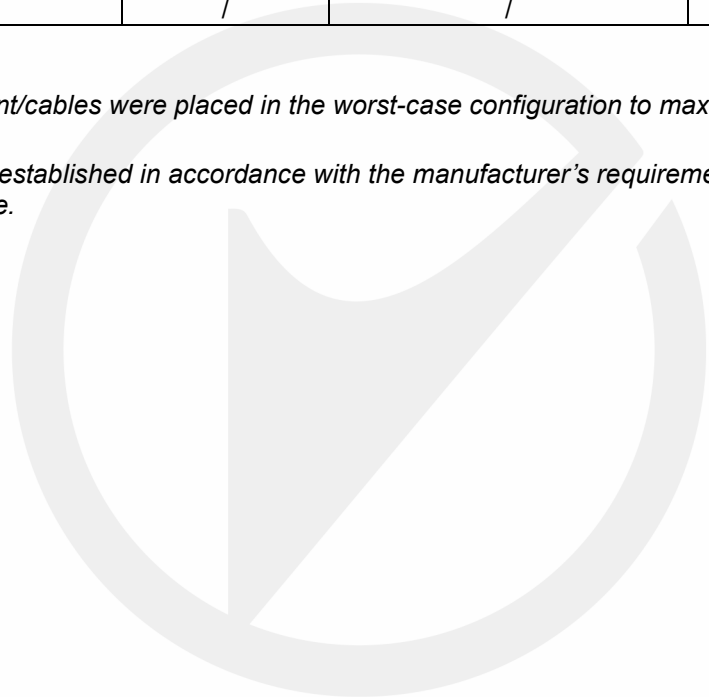 / /
nt/cables were placed in the worst-case configuration to max
established in accordance with the manufacturer’s requireme
e.